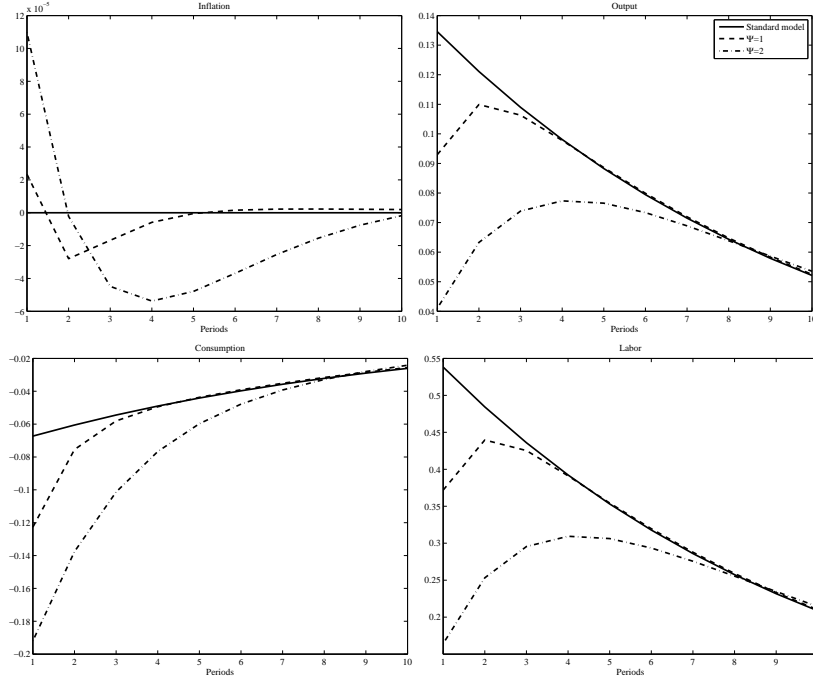 Inflation
12
x 10⁻⁵
10
8
6
4
2
0
−2
−4
−6
1 2 3 4 5 6 7 8 9 10
Periods
Output
0.14
0.13
0.12
0.11
0.1
0.09
0.08
0.07
0.06
0.05
0.04
1 2 3 4 5 6 7 8 9 10
Periods
Standard model
Ψ=1
Ψ=2
Consumption
−0.02
−0.04
−0.06
−0.08
−0.1
−0.12
−0.14
−0.16
−0.18
−0.2
1 2 3 4 5 6 7 8 9 10
Periods
Labor
0.55
0.5
0.45
0.4
0.35
0.3
0.25
0.2
1 2 3 4 5 6 7 8 9
Periods